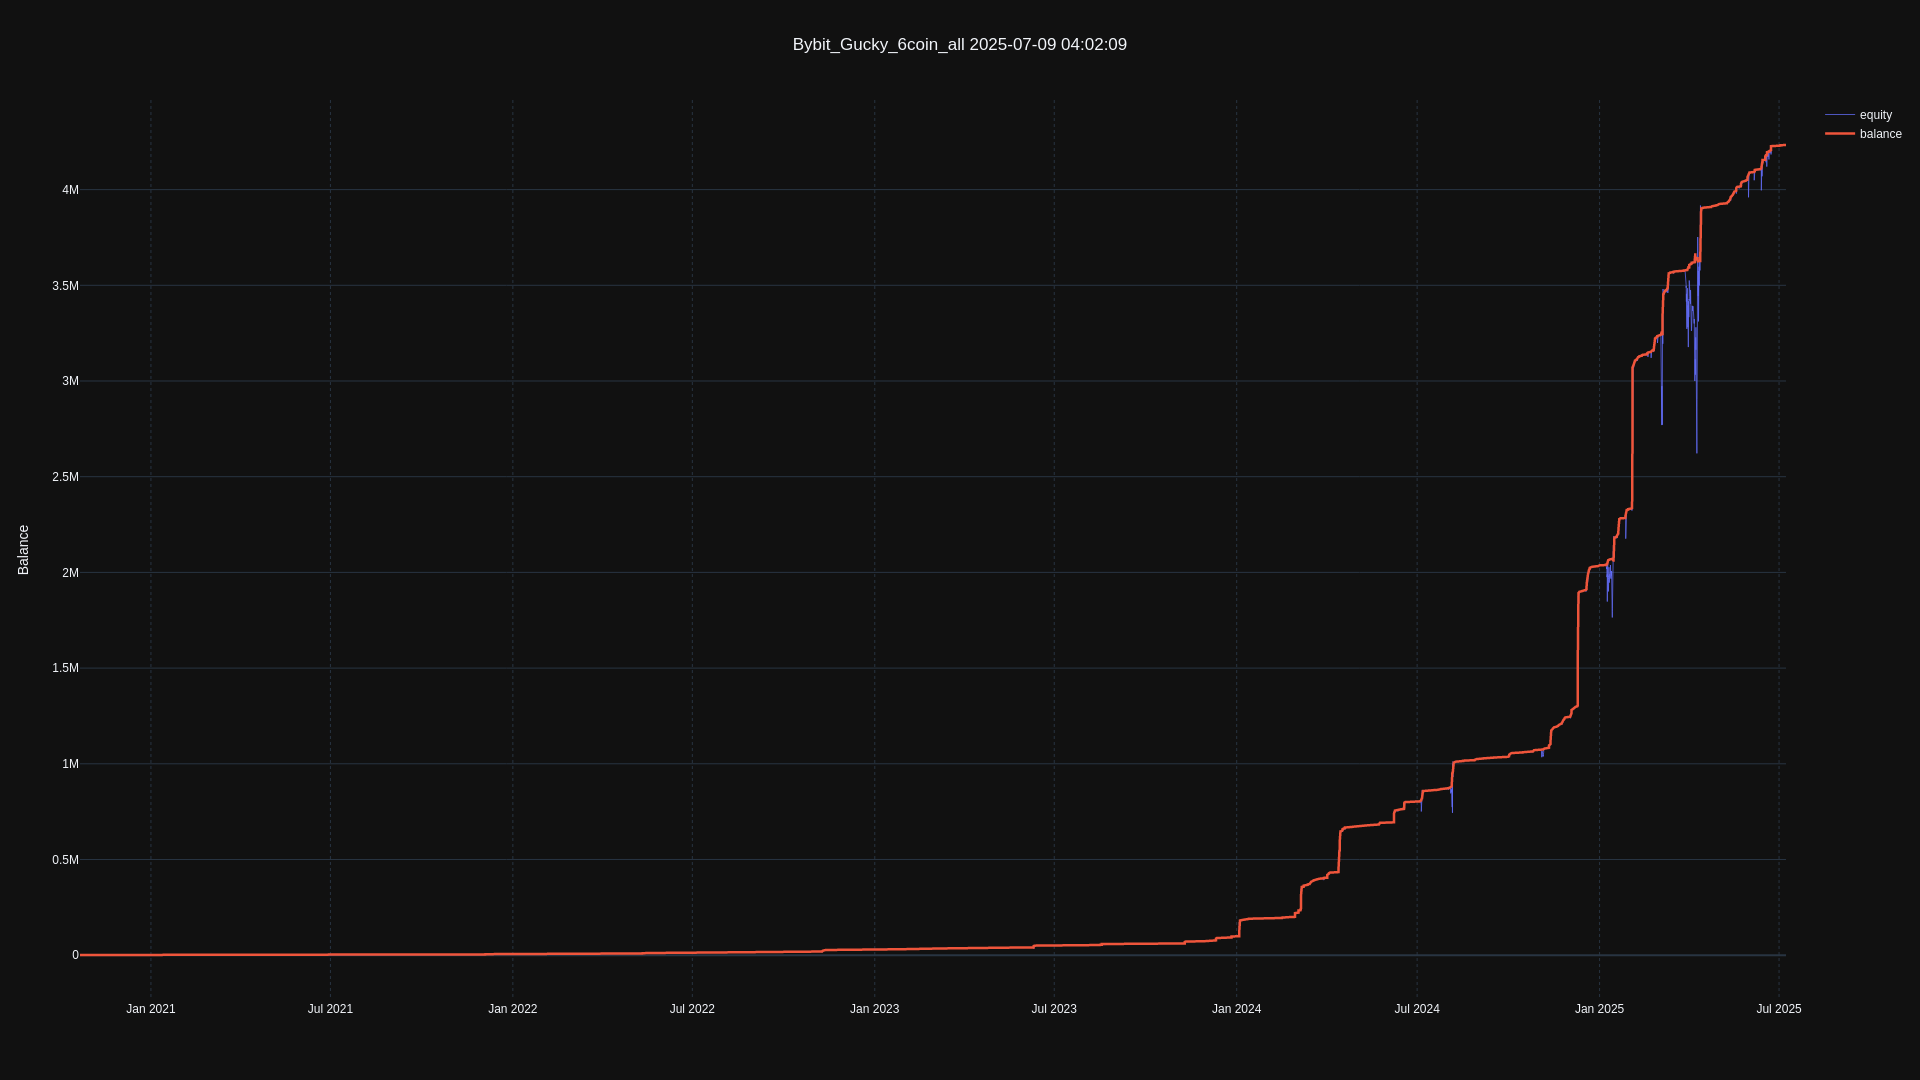 Bybit_Gucky_6coin_all 2025-07-09 04:02:09
equity
balance
Balance
4M
3.5M
3M
2.5M
2M
1.5M
1M
0.5M
0
Jan 2021
Jul 2021
Jan 2022
Jul 2022
Jan 2023
Jul 2023
Jan 2024
Jul 2024
Jan 2025
Jul 2025